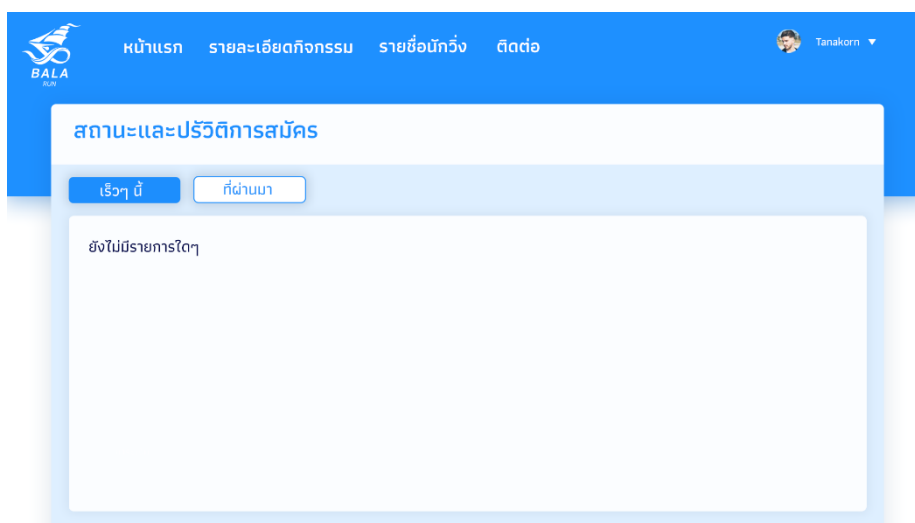 BALA
RUN
หน้าแรก รายละเอียดกิจกรรม รายชื่อนักวิ่ง ติดต่อ
Tanakorn
สถานะและปรัวิติการสมัคร
เร็วๆ นี้ ที่ผ่านมา
ยังไม่มีรายการใดๆ